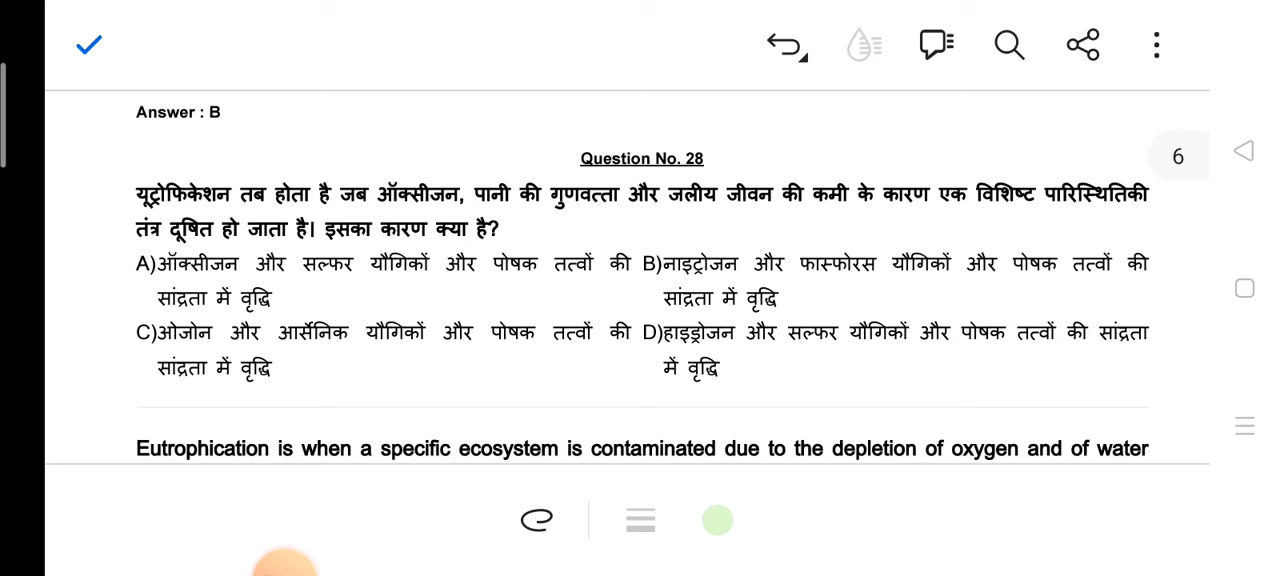 Answer : B
Question No. 28
6
यूट्रोफिकेशन तब होता है जब ऑक्सीजन, पानी की गुणवत्ता और जलीय जीवन की कमी के कारण एक विशिष्ट पारिस्थितिकी
तंत्र दूषित हो जाता है। इसका कारण क्या है?
A)ऑक्सीजन और सल्फर यौगिकों और पोषक तत्वों की B)नाइट्रोजन और फास्फोरस यौगिकों और पोषक तत्वों की
सांद्रता में वृद्धि सांद्रता में वृद्धि
C)ओजोन और आर्सेनिक यौगिकों और पोषक तत्वों की D)हाइड्रोजन और सल्फर यौगिकों और पोषक तत्वों की सांद्रता
सांद्रता में वृद्धि में वृद्धि
Eutrophication is when a specific ecosystem is contaminated due to the depletion of oxygen and of water